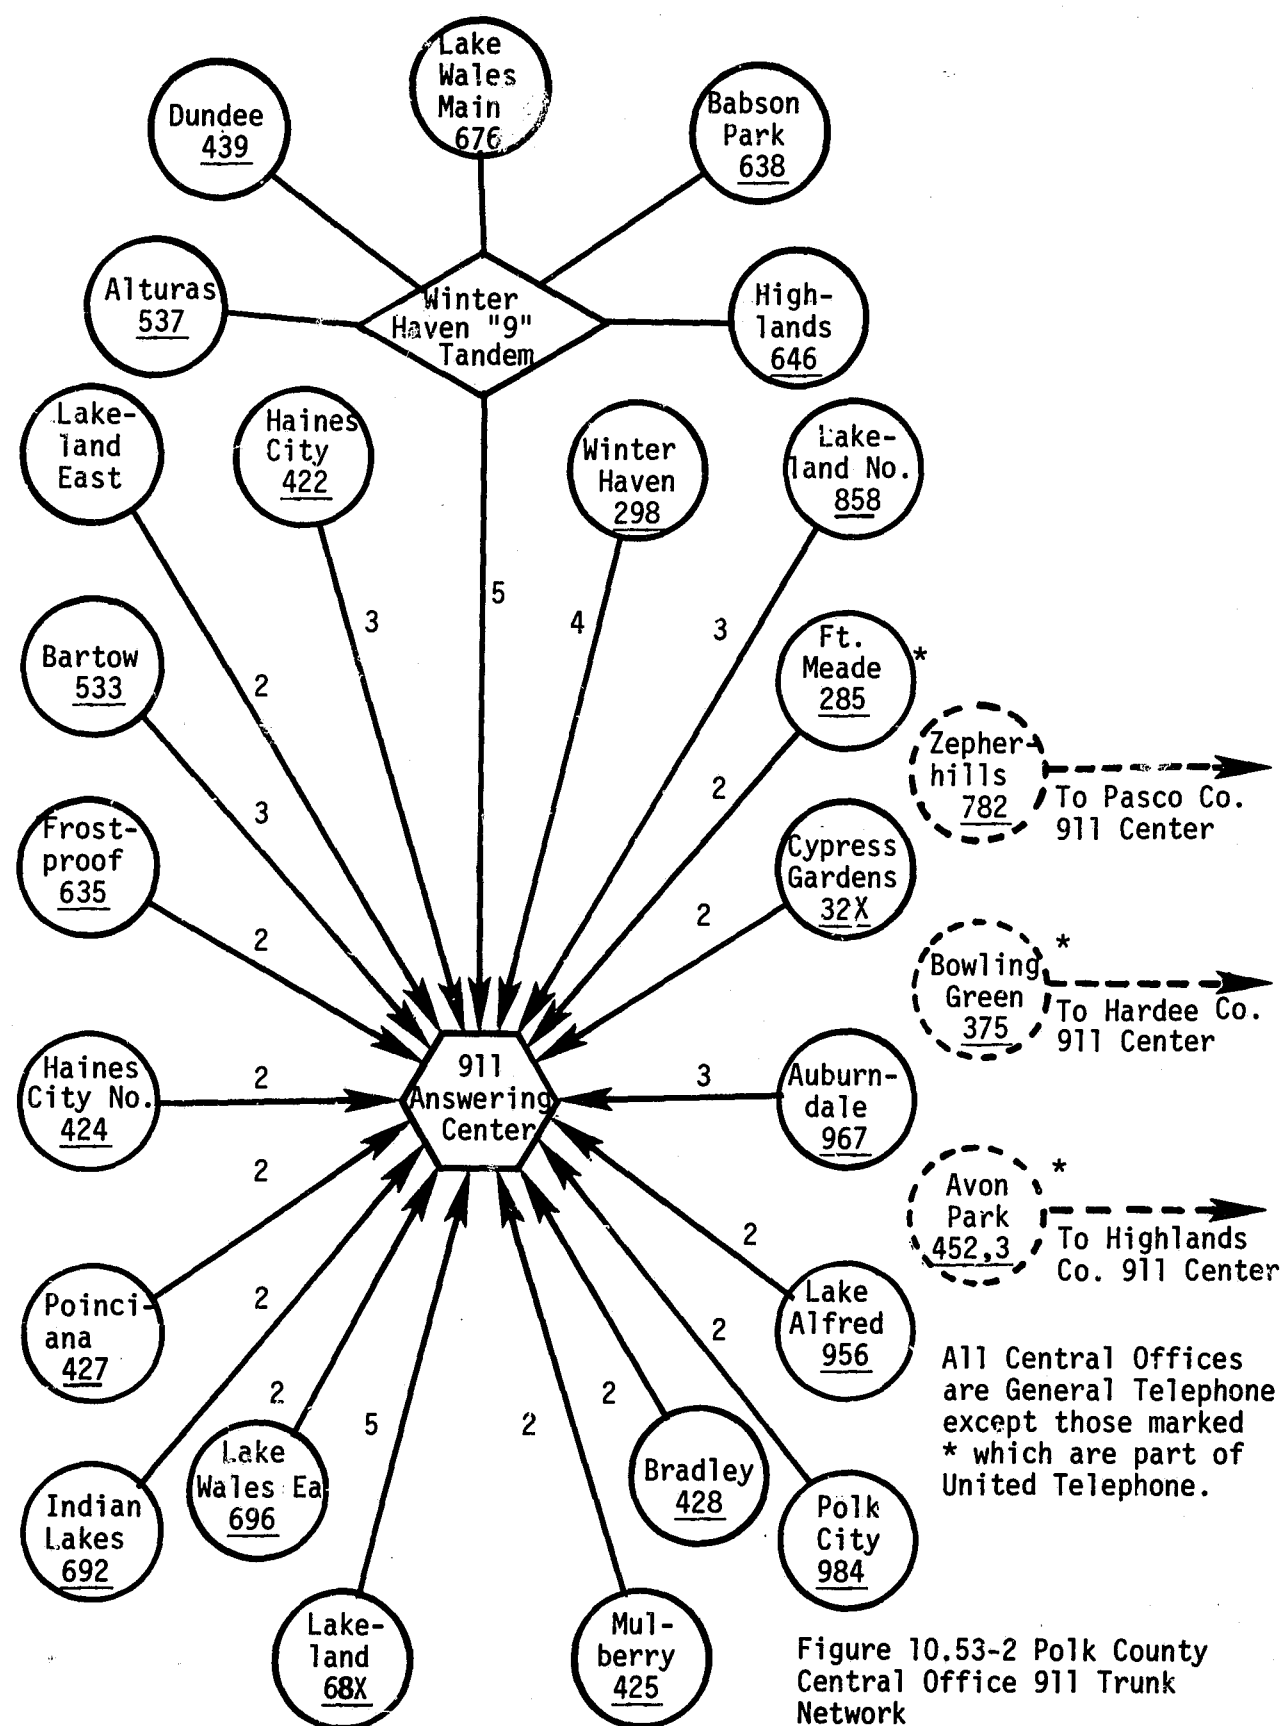 Lake
Wales
Main
676
Dundee
439
Babson
Park
638
Alturas
537
Winter
Haven "9"
Tandem
High-
lands
646
Lake-
land
East
Haines
City
422
Winter
Haven
298
Lake-
land No.
858
5
3
4
3
Bartow
533
2
Ft.
Meade
285
*
Zepher-
hills
782
To Pasco Co.
911 Center
3
2
Frost-
proof
635
Cypress
Gardens
32X
2
2
Bowling
Green
375
*
To Hardee Co.
911 Center
Haines
City No.
424
2
911
Answering
Center
3
Auburn-
dale
967
2
Avon
Park
452,3
*
To Highlands
Co. 911 Center
2
Poinci-
ana
427
2
Lake
Alfred
956
2
All Central Offices
are General Telephone
except those marked
* which are part of
United Telephone.
2
5
2
2
Indian
Lakes
692
Lake
Wales Ea
696
Bradley
428
Polk
City
984
Lake-
land
68X
Mul-
berry
425
Figure 10.53-2 Polk County
Central Office 911 Trunk
Network